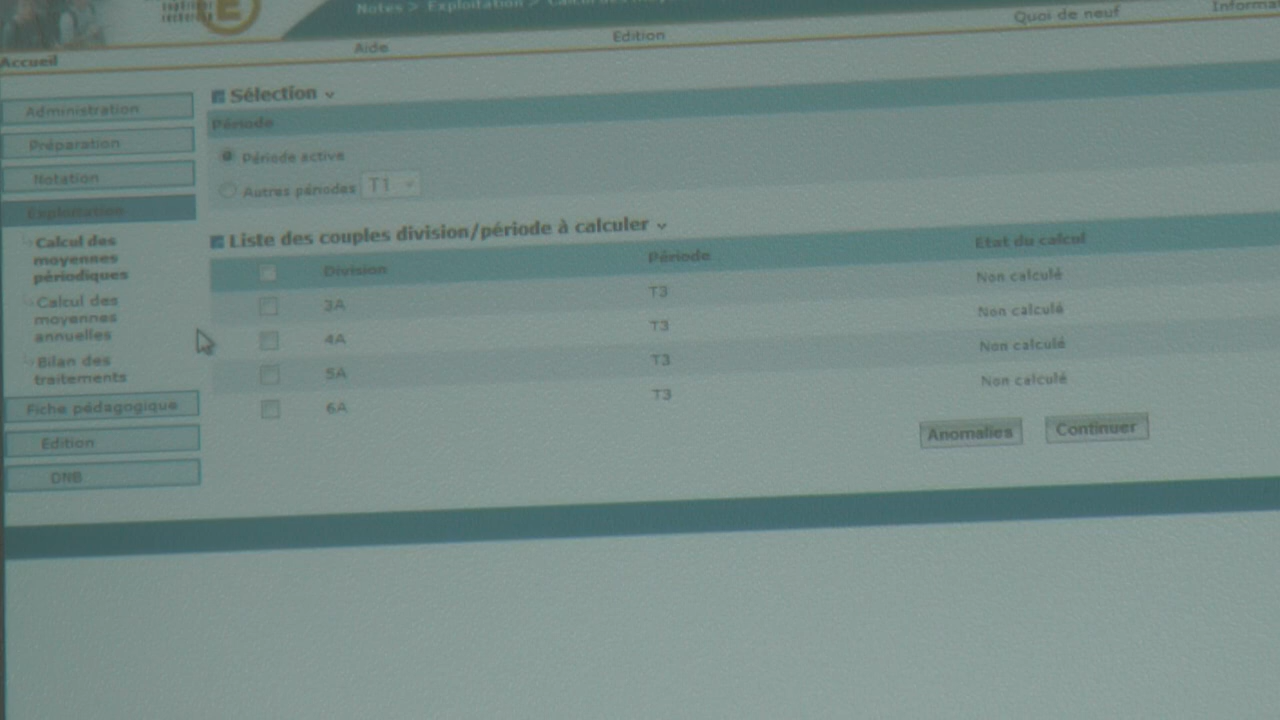 Notes > Exploitation > Calcul des
Accueil
Aide
Edition
Quoi de neuf
Administration
Préparation
Notation
Exploitation
Calcul des
moyennes
périodiques
Calcul des
moyennes
annuelles
Bilan des
traitements
Fiche pédagogique
Edition
DNB
Sélection
Période
Période active
Autres périodes T1
Liste des couples division/période à calculer
Division Période Etat du calcul
3A T3 Non calculé
4A T3 Non calculé
5A T3 Non calculé
6A T3 Non calculé
Anomalies Continuer